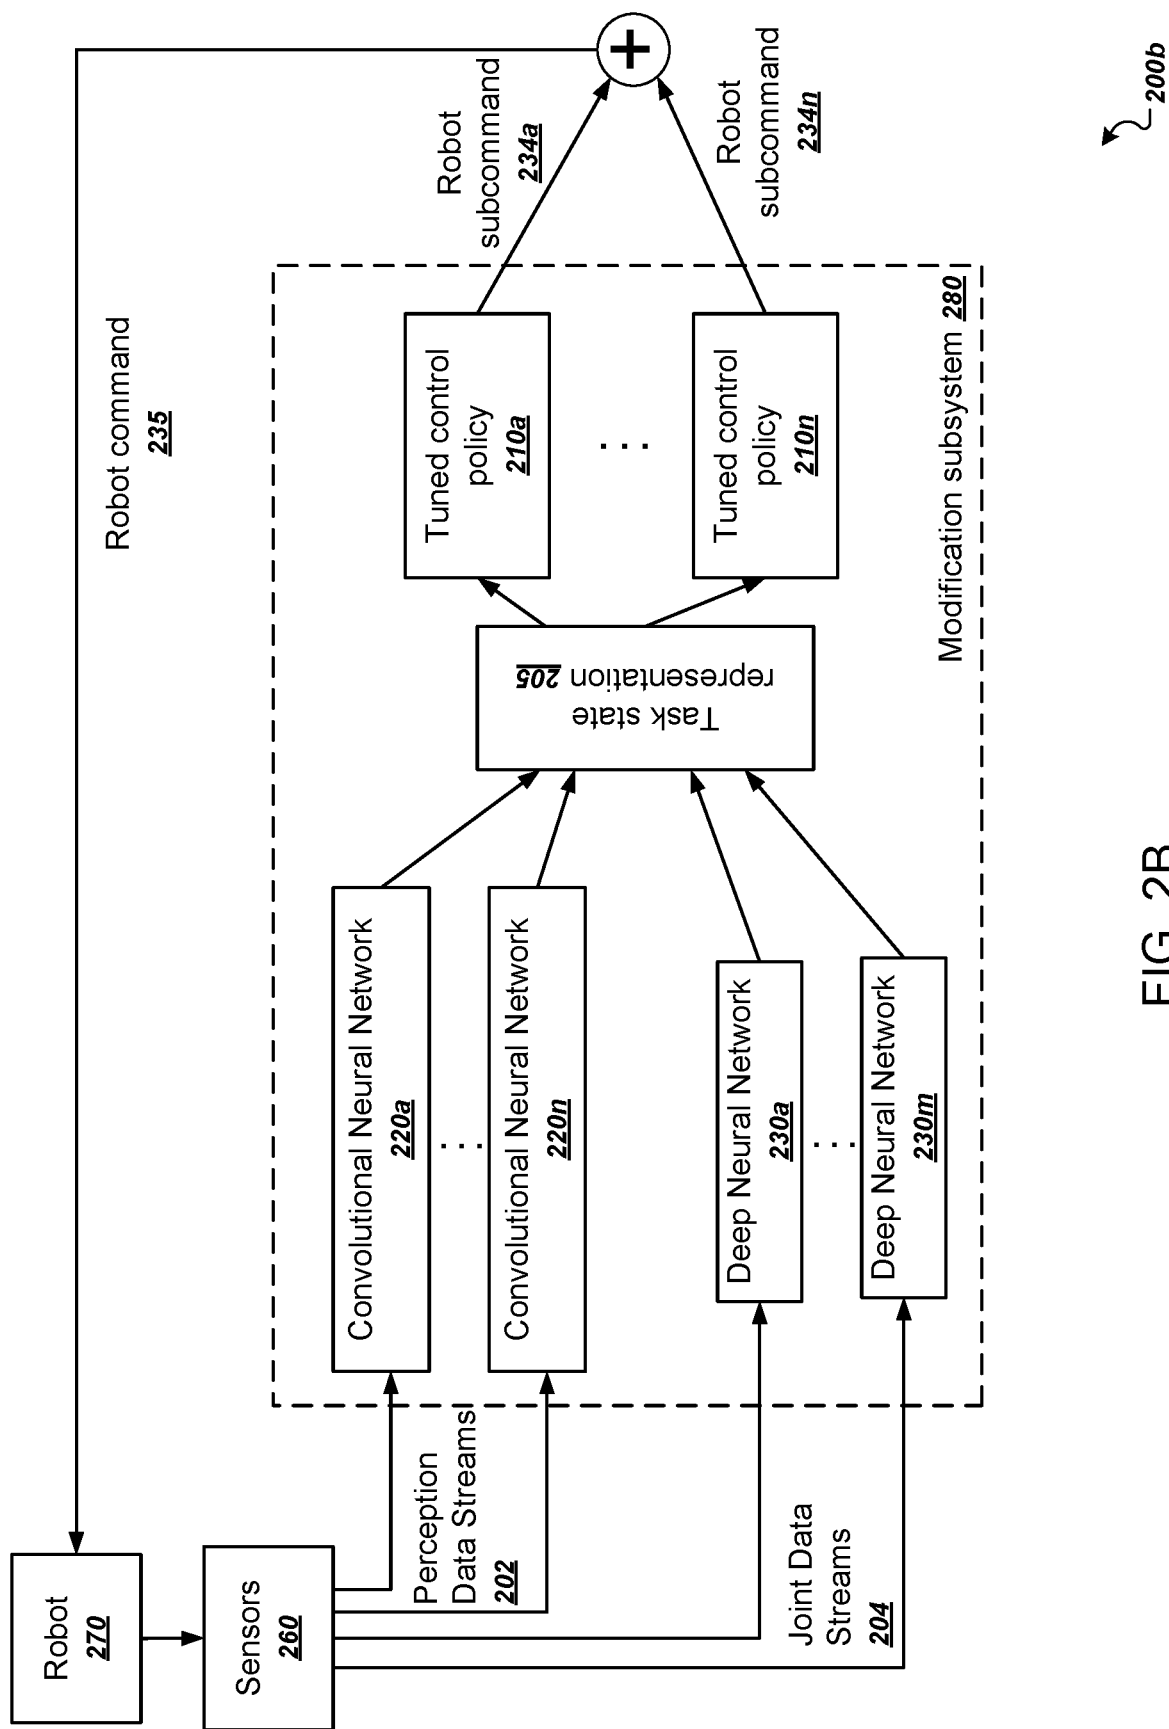 Robot
270
Sensors
260
Robot command
235
Perception
Data Streams
202
Joint Data
Streams
204
Convolutional Neural Network
220a
...
Convolutional Neural Network
220n
Deep Neural Network
230a
...
Deep Neural Network
230m
Task state
representation 205
Tuned control
policy
210a
...
Tuned control
policy
210n
Modification subsystem 280
Robot
subcommand
234a
Robot
subcommand
234n
+
200b
FIG. 2B